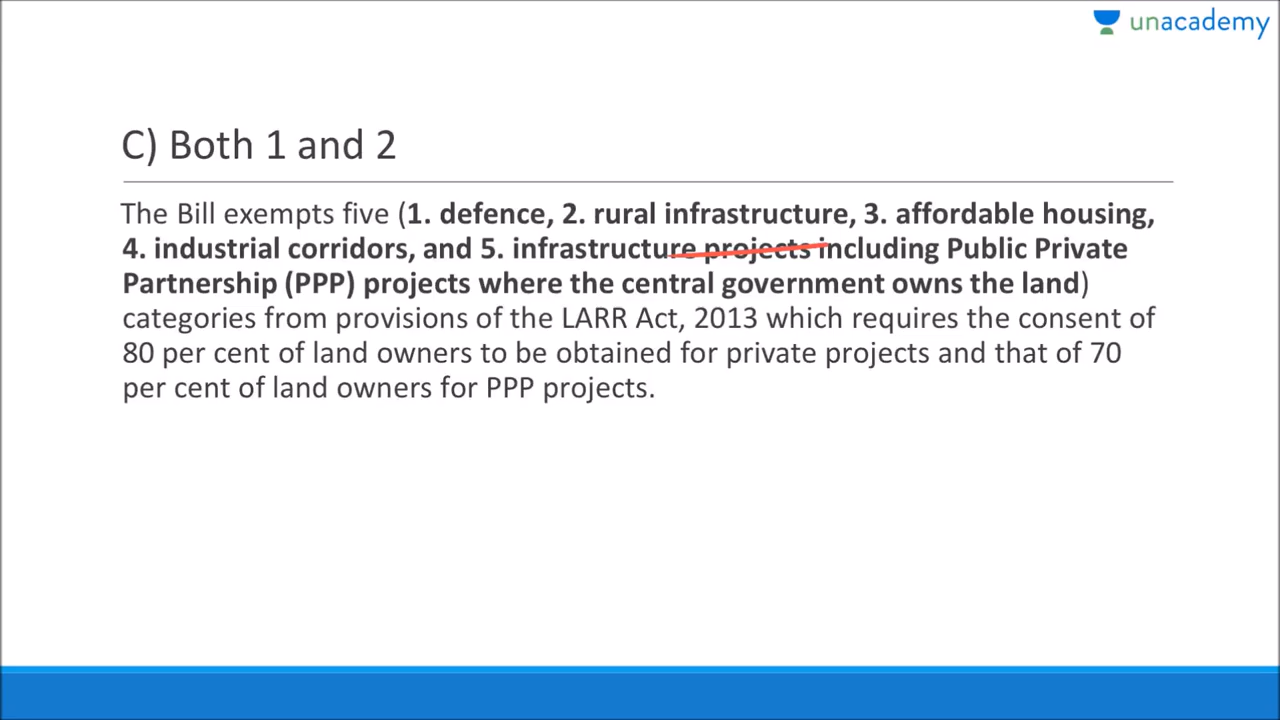 unacademy
C) Both 1 and 2
The Bill exempts five (1. defence, 2. rural infrastructure, 3. affordable housing,
4. industrial corridors, and 5. infrastructure projects including Public Private
Partnership (PPP) projects where the central government owns the land)
categories from provisions of the LARR Act, 2013 which requires the consent of
80 per cent of land owners to be obtained for private projects and that of 70
per cent of land owners for PPP projects.